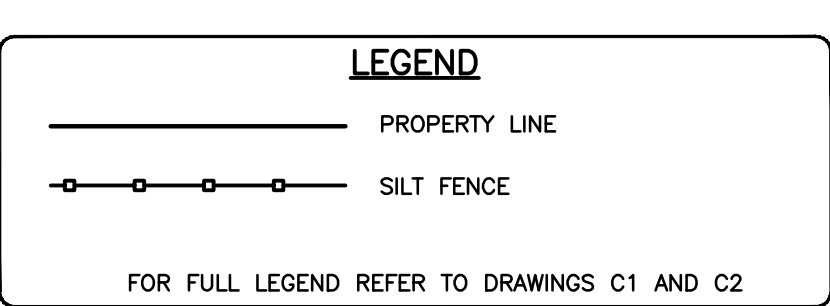 LEGEND
PROPERTY LINE
SILT FENCE
FOR FULL LEGEND REFER TO DRAWINGS C1 AND C2